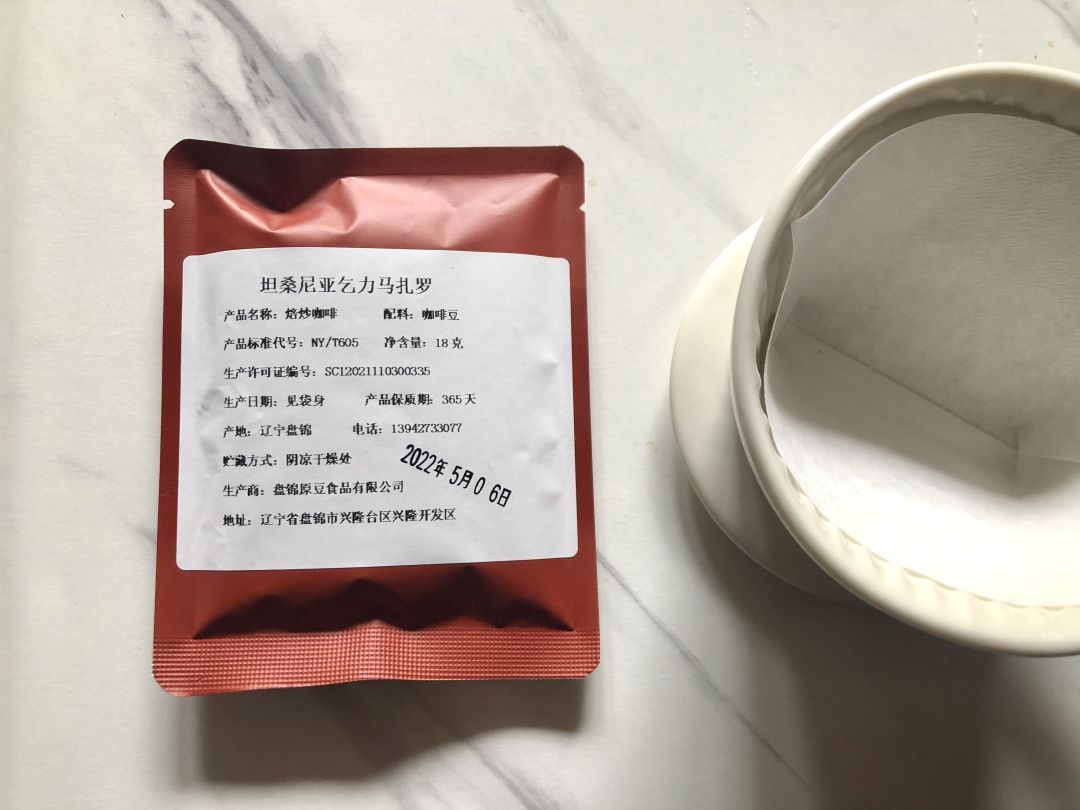 坦桑尼亚乞力马扎罗
产品名称：焙炒咖啡 配料：咖啡豆
产品标准代号：NY/T605 净含量：18克
生产许可证编号：SC12021110300335
生产日期：见袋身 产品保质期：365天
产地：辽宁盘锦 电话：13942733077
贮藏方式：阴凉干燥处
2022年5月06日
生产商：盘锦原豆食品有限公司
地址：辽宁省盘锦市兴隆台区兴隆开发区